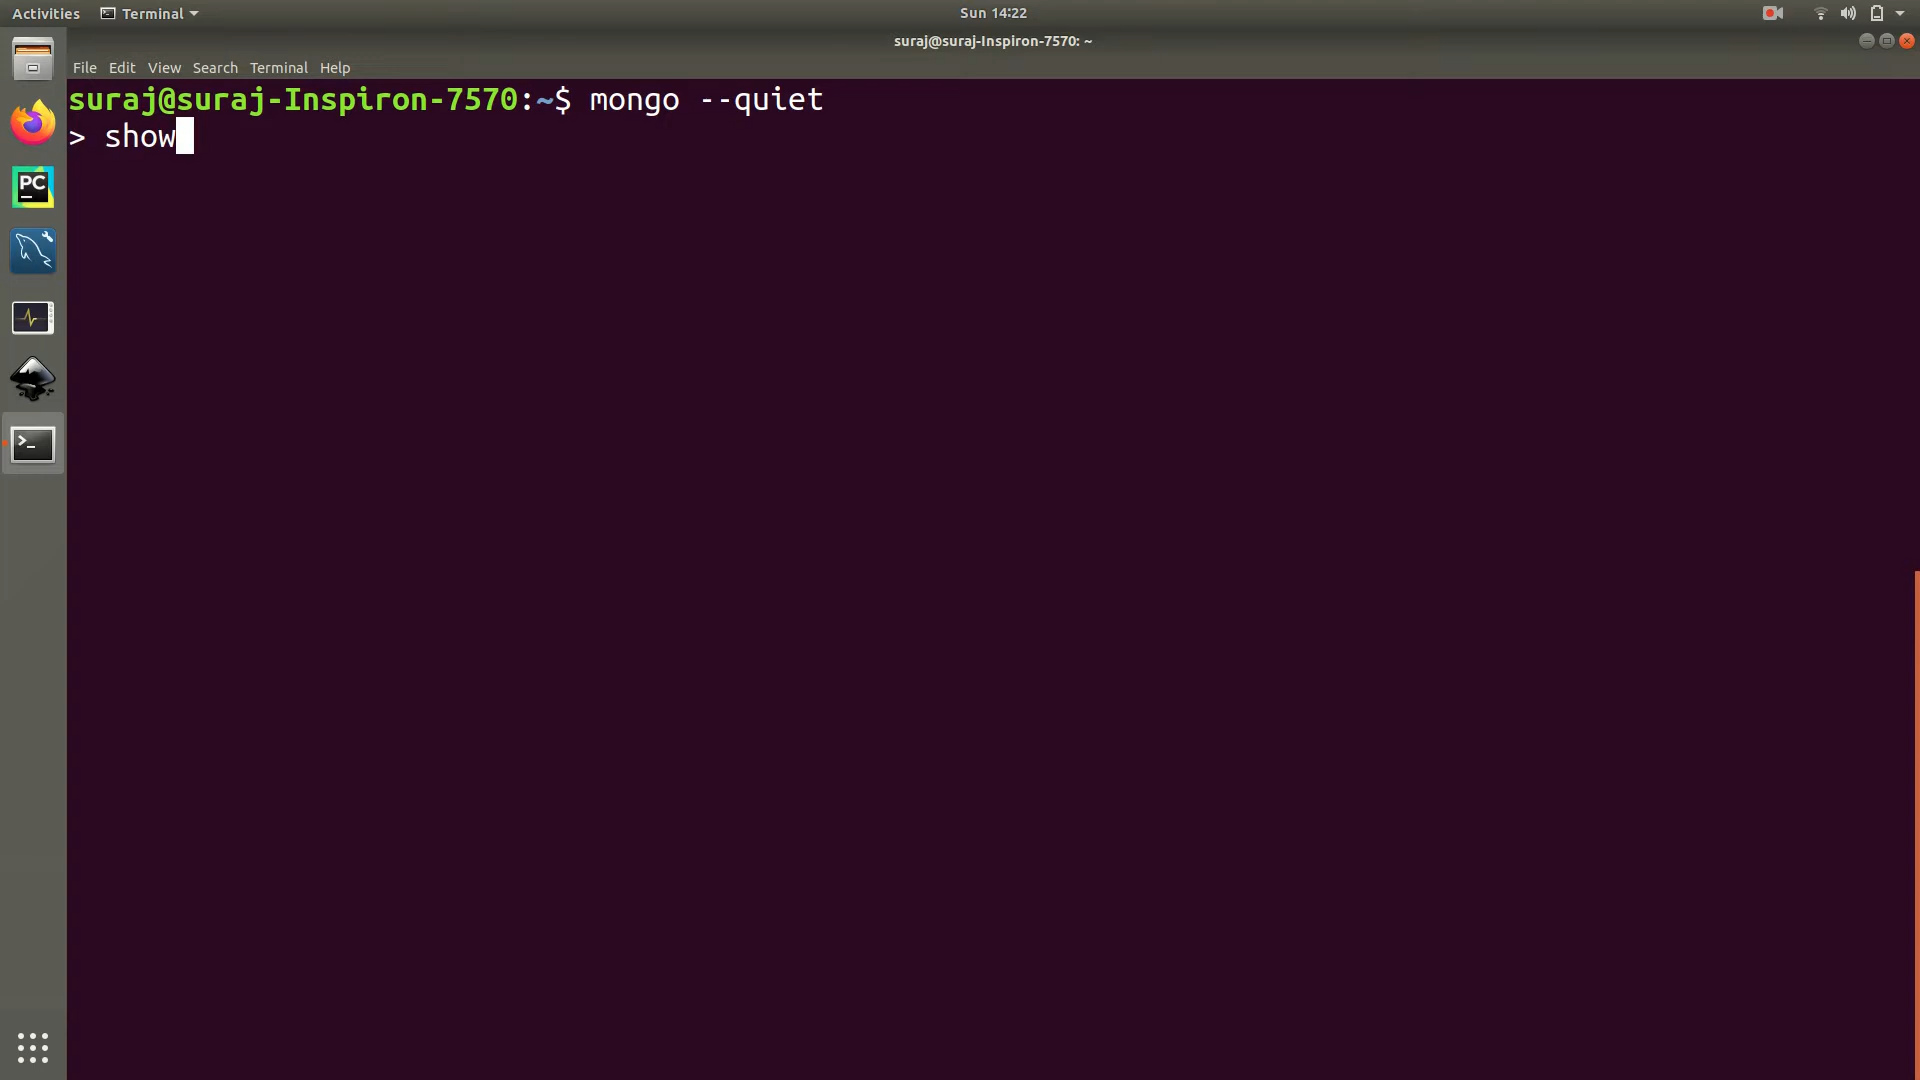 Activities Terminal Sun 14:22
suraj@suraj-Inspiron-7570: ~
File Edit View Search Terminal Help
suraj@suraj-Inspiron-7570:~$ mongo --quiet
> show
PC
>_